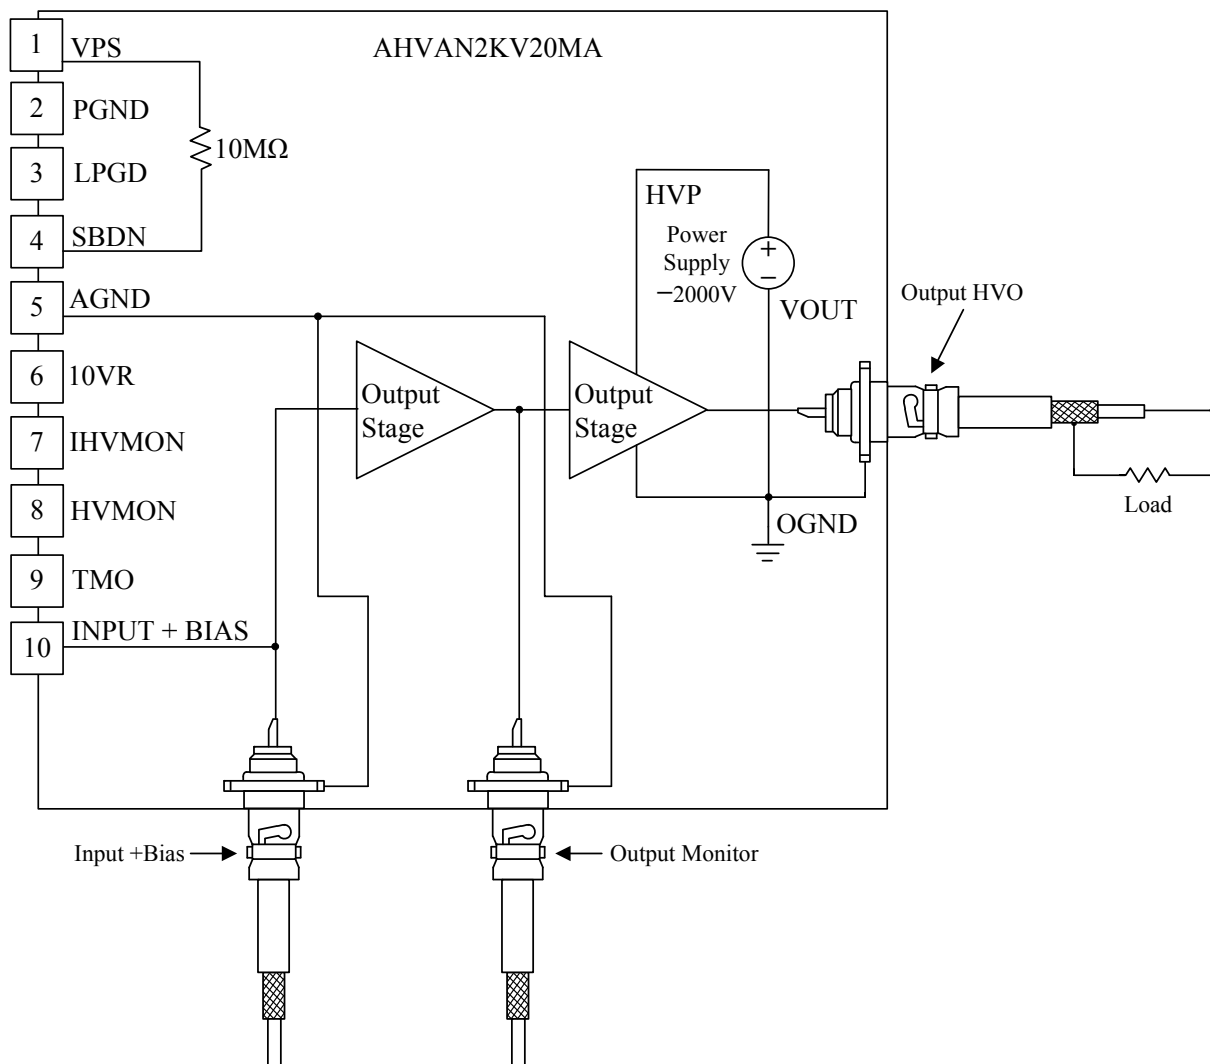 AHVAN2KV20MA
1 VPS
2 PGND
10MΩ
3 LPGD
4 SBDN
5 AGND
6 10VR
7 IHVMON
8 HVMON
9 TMO
10 INPUT + BIAS
Output
Stage
Output
Stage
HVP
Power
Supply
−2000V
+
−
VOUT
OGND
Output HVO
Load
Input +Bias
Output Monitor